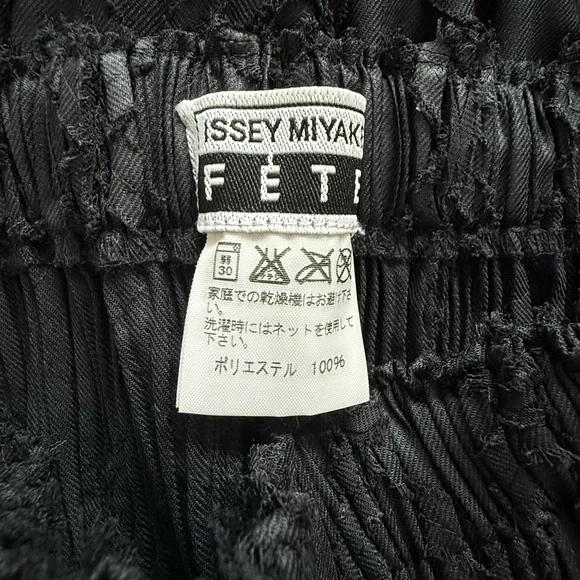 ISSEY MIYAK
FÊTE
弱
30
家庭での乾燥機はお避け下さ
い。
洗濯時にはネットを使用して
下さい。
ポリエステル 100%